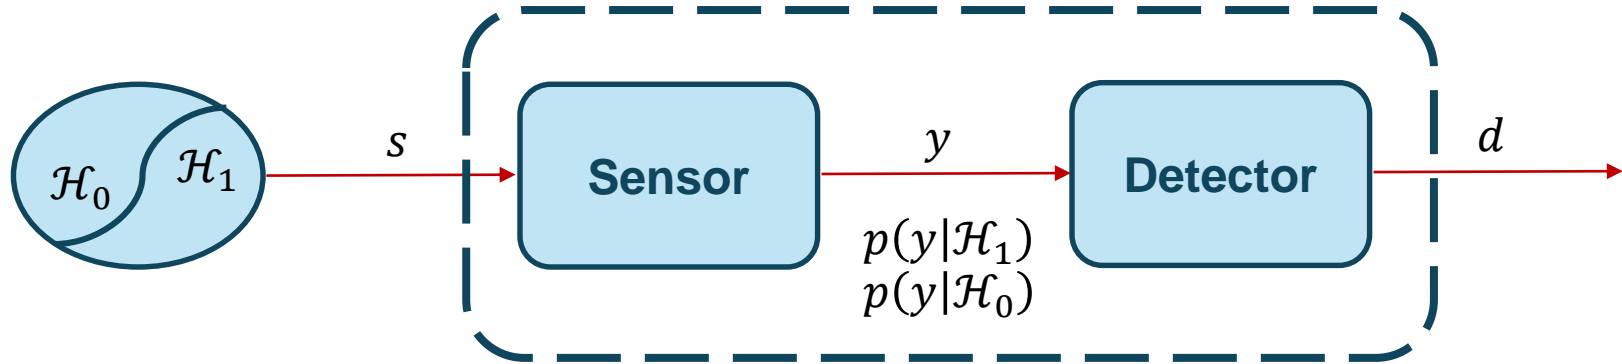 ℋ₀
ℋ₁
s
Sensor
y
p(y|ℋ₁)
p(y|ℋ₀)
Detector
d